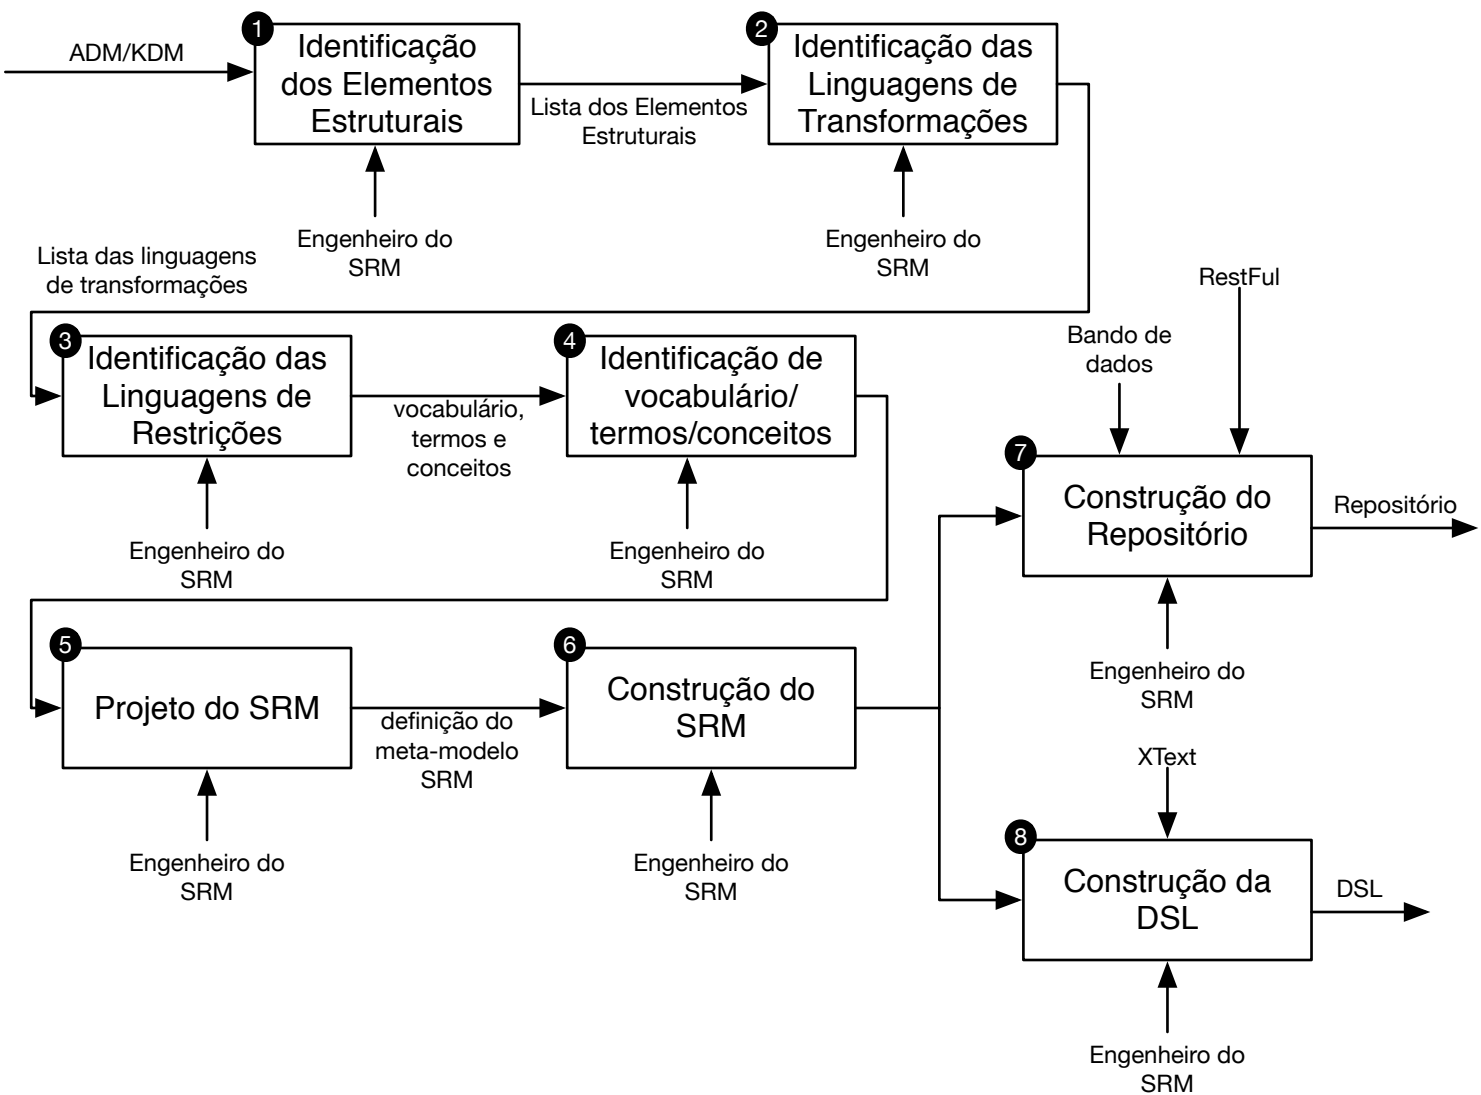 ADM/KDM
1
Identificação
dos Elementos
Estruturais
Lista dos Elementos
Estruturais
2
Identificação das
Linguagens de
Transformações
Engenheiro do
SRM
Engenheiro do
SRM
Lista das linguagens
de transformações
3
Identificação das
Linguagens de
Restrições
vocabulário,
termos e
conceitos
4
Identificação de
vocabulário/
termos/conceitos
Engenheiro do
SRM
Engenheiro do
SRM
RestFul
Bando de
dados
7
Construção do
Repositório
Repositório
Engenheiro do
SRM
5
Projeto do SRM
definição do
meta-modelo
SRM
6
Construção do
SRM
Engenheiro do
SRM
Engenheiro do
SRM
XText
8
Construção da
DSL
DSL
Engenheiro do
SRM